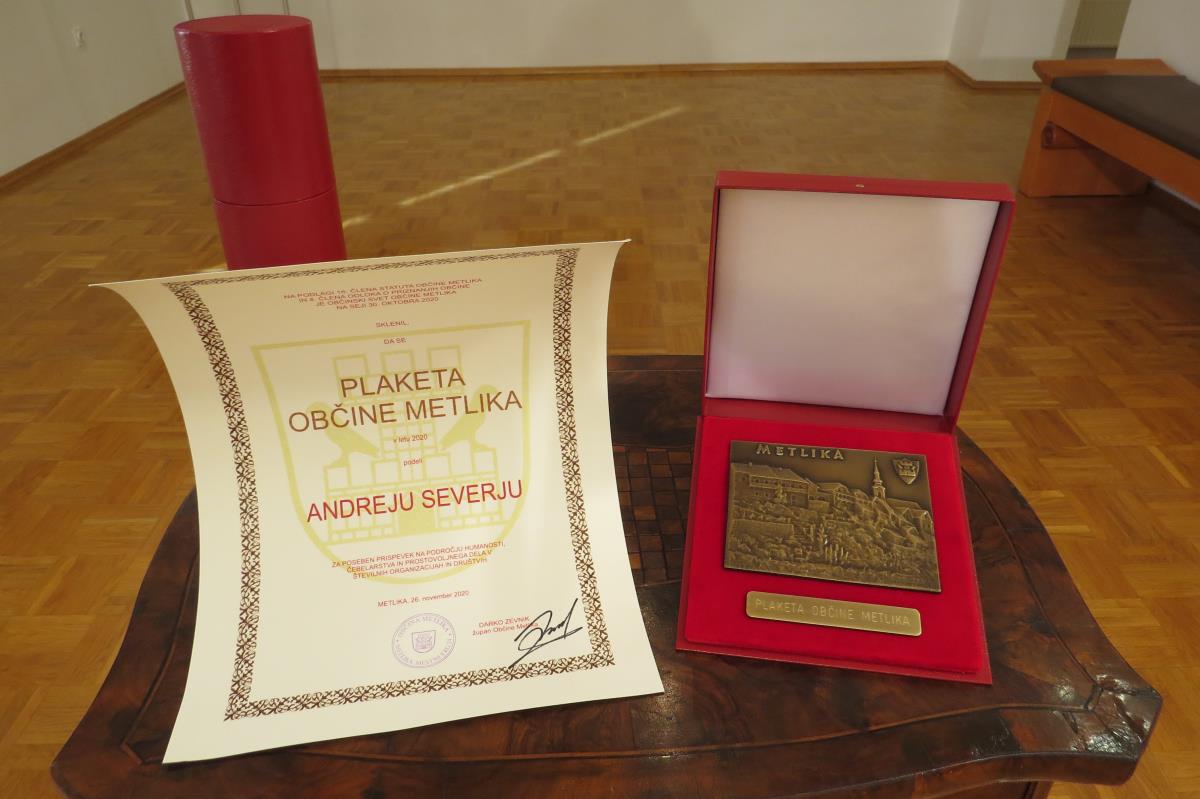 NA PODLAGI 16. ČLENA STATUTA OBČINE METLIKA
IN 8. ČLENA ODLOKA O PRIZNANJIH OBČINE
JE OBČINSKI SVET OBČINE METLIKA
NA SEJI 30. OKTOBRA 2020
SKLENIL,
DA SE
PLAKETA
OBČINE METLIKA
v letu 2020
podeli
ANDREJU SEVERJU
ZA POSEBEN PRISPEVEK NA PODROČJU HUMANOSTI,
ČEBELARSTVA IN PROSTOVOLJNEGA DELA V
ŠTEVILNIH ORGANIZACIJAH IN DRUŠTVIH
METLIKA, 26. november 2020
DARKO ZEVNIK
župan Občine Metlika
OBČINA METLIKA
METLIKA
PLAKETA OBČINE METLIKA